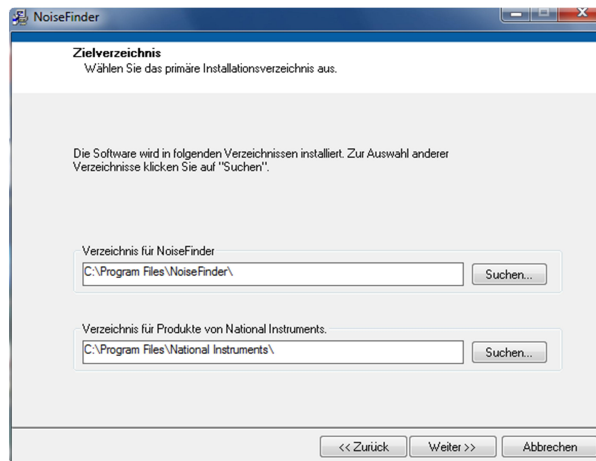 NoiseFinder
Zielverzeichnis
Wählen Sie das primäre Installationsverzeichnis aus.
Die Software wird in folgenden Verzeichnissen installiert. Zur Auswahl anderer
Verzeichnisse klicken Sie auf "Suchen".
Verzeichnis für NoiseFinder
C:\Program Files\NoiseFinder\
Suchen...
Verzeichnis für Produkte von National Instruments.
C:\Program Files\National Instruments\
Suchen...
<< Zurück
Weiter >>
Abbrechen